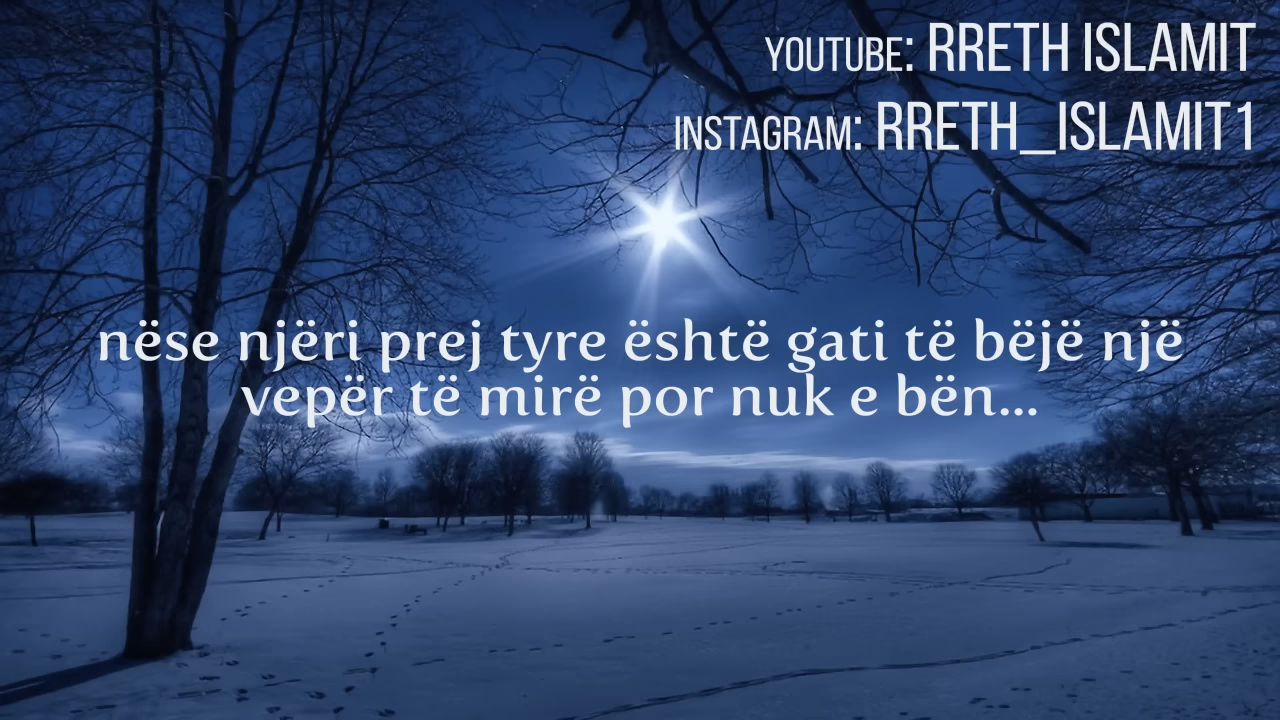 YOUTUBE: RRETH ISLAMIT
INSTAGRAM: RRETH_ISLAMIT1
nëse njëri prej tyre është gati të bëjë një
vepër të mirë por nuk e bën...